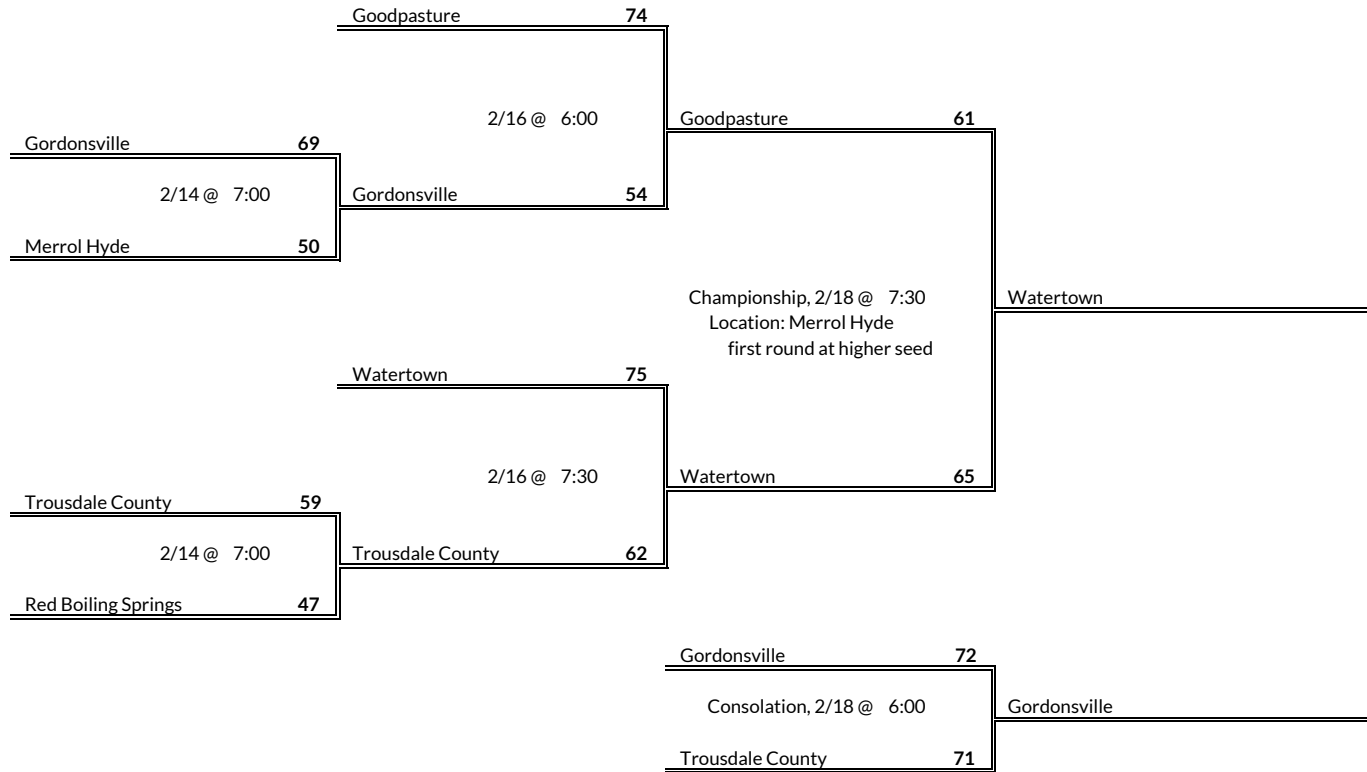 Goodpasture 74
2/16 @ 6:00
Goodpasture 61
Gordonsville 69
2/14 @ 7:00
Gordonsville 54
Merrol Hyde 50
Championship, 2/18 @ 7:30
Watertown
Location: Merrol Hyde
first round at higher seed
Watertown 75
2/16 @ 7:30
Watertown 65
Trousdale County 59
2/14 @ 7:00
Trousdale County 62
Red Boiling Springs 47
Gordonsville 72
Consolation, 2/18 @ 6:00
Gordonsville
Trousdale County 71